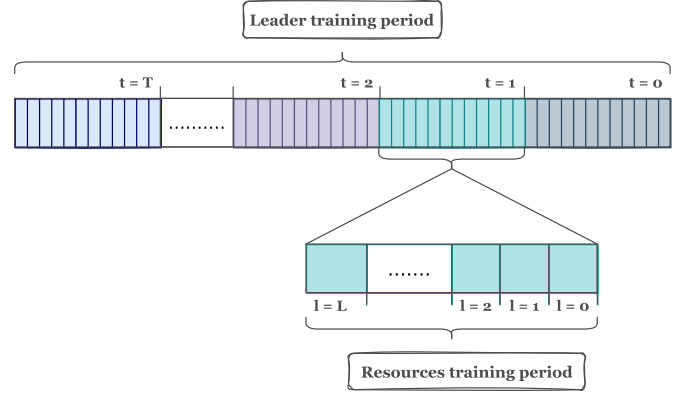 Leader training period
t = T
t = 2
t = 1
t = 0
..........
.......
l = L
l = 2
l = 1
l = 0
Resources training period